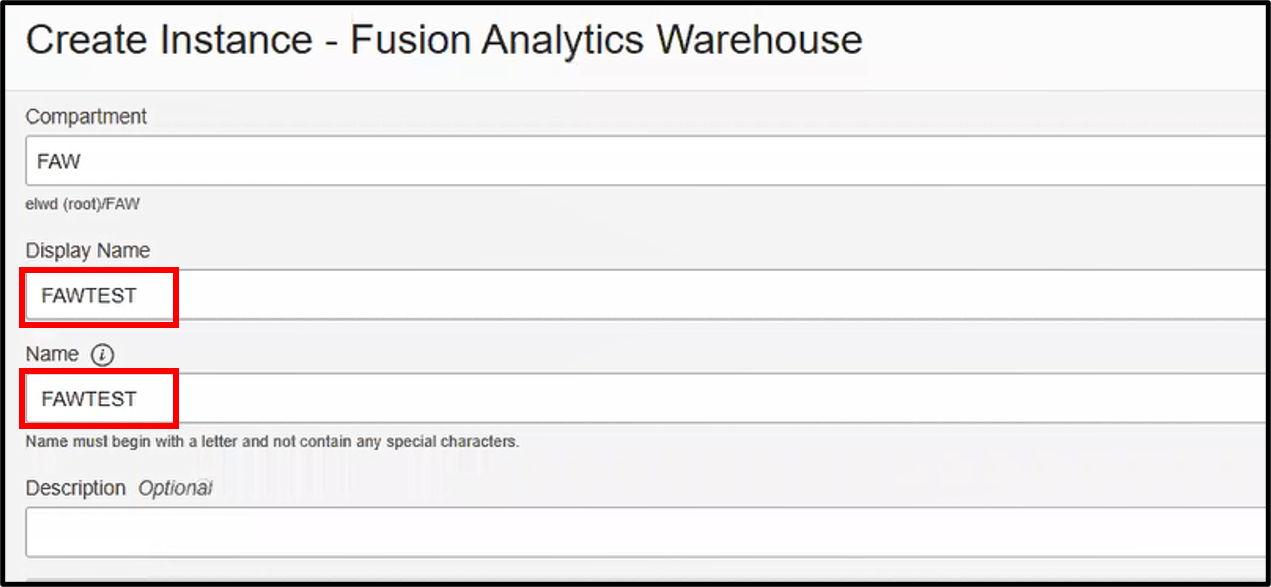 Create Instance - Fusion Analytics Warehouse
Compartment
FAW
elwd (root)/FAW
Display Name
FAWTEST
Name i
FAWTEST
Name must begin with a letter and not contain any special characters.
Description Optional